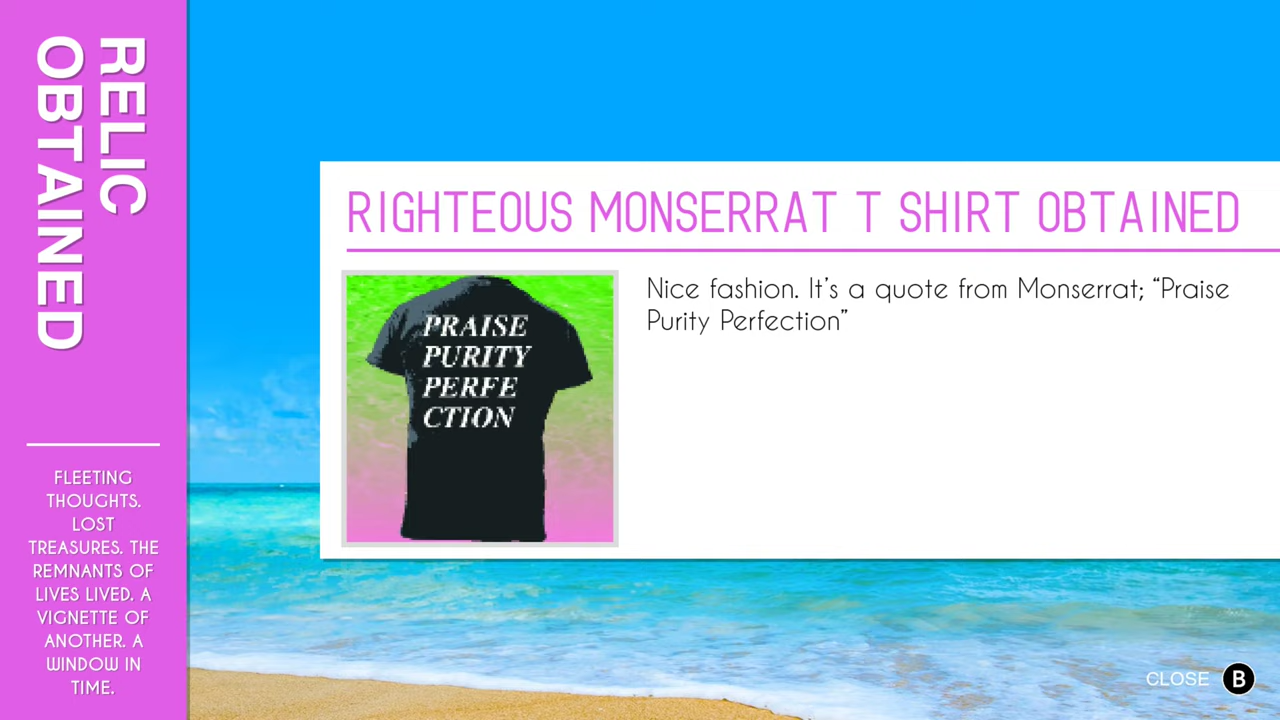 RELIC
OBTAINED
FLEETING
THOUGHTS.
LOST
TREASURES. THE
REMNANTS OF
LIVES LIVED. A
VIGNETTE OF
ANOTHER. A
WINDOW IN
TIME.
RIGHTEOUS MONSERRAT T SHIRT OBTAINED
PRAISE
PURITY
PERFE
CTION
Nice fashion. It’s a quote from Monserrat; “Praise
Purity Perfection”
CLOSE B